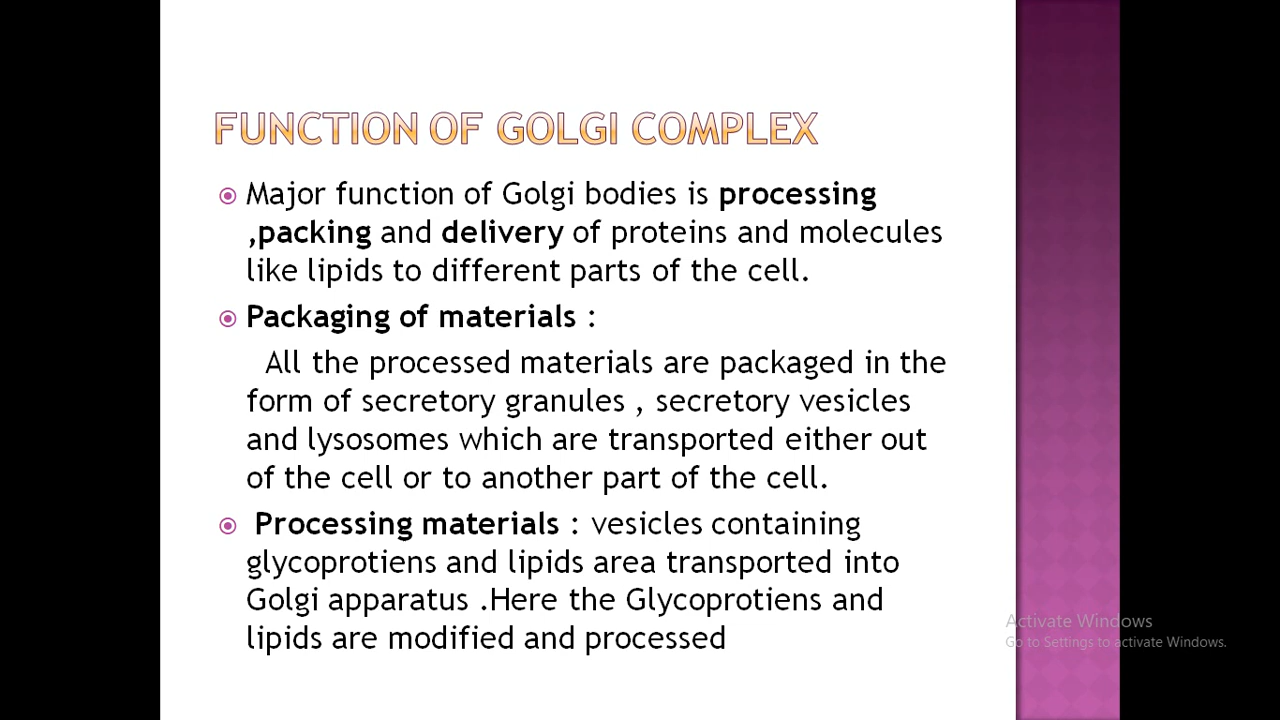 FUNCTION OF GOLGI COMPLEX
Major function of Golgi bodies is processing
,packing and delivery of proteins and molecules
like lipids to different parts of the cell.
Packaging of materials :
All the processed materials are packaged in the
form of secretory granules , secretory vesicles
and lysosomes which are transported either out
of the cell or to another part of the cell.
Processing materials : vesicles containing
glycoprotiens and lipids area transported into
Golgi apparatus .Here the Glycoprotiens and
lipids are modified and processed
Activate Windows
Go to Settings to activate Windows.